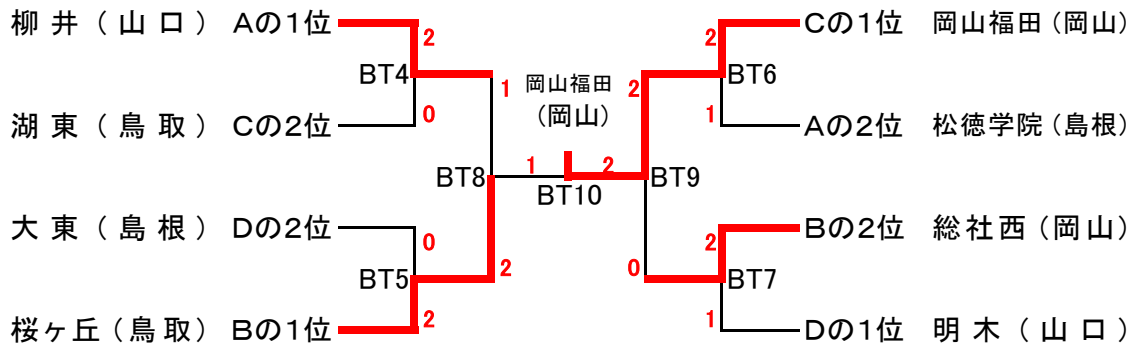 柳井(山口) Aの1位 2 2 Cの1位 岡山福田(岡山)
BT4 1 岡山福田 2 BT6
湖東(鳥取) Cの2位 0 (岡山) 1 Aの2位 松徳学院(島根)
BT8 1 2 BT9
BT10
大東(島根) Dの2位 0 2 Bの2位 総社西(岡山)
BT5 2 0 BT7
桜ヶ丘(鳥取) Bの1位 2 1 Dの1位 明木(山口)